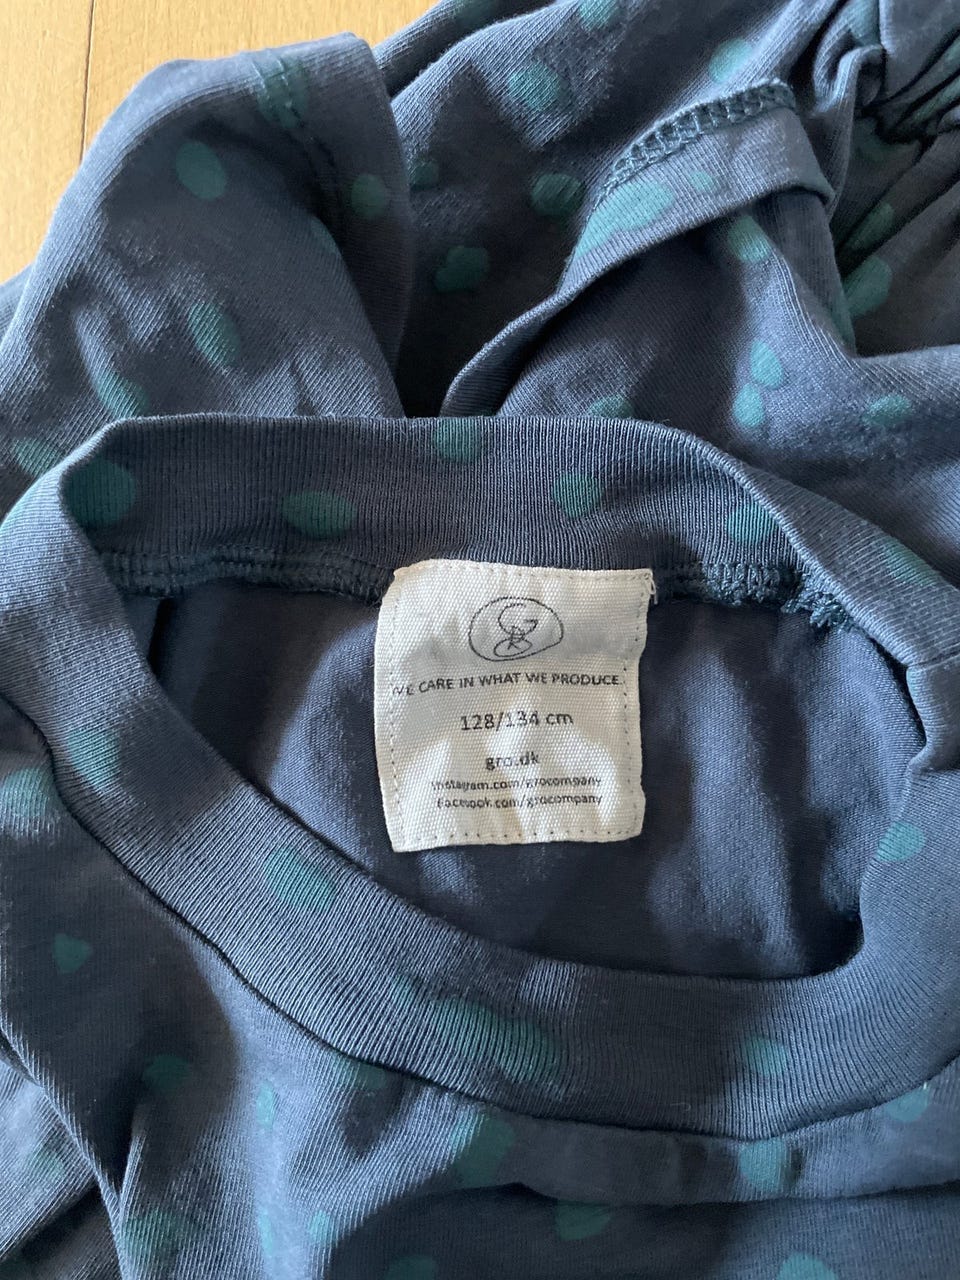 WE CARE IN WHAT WE PRODUCE.
128/134 cm
gro.dk
Instagram.com/grocompany
Facebook.com/grocompany